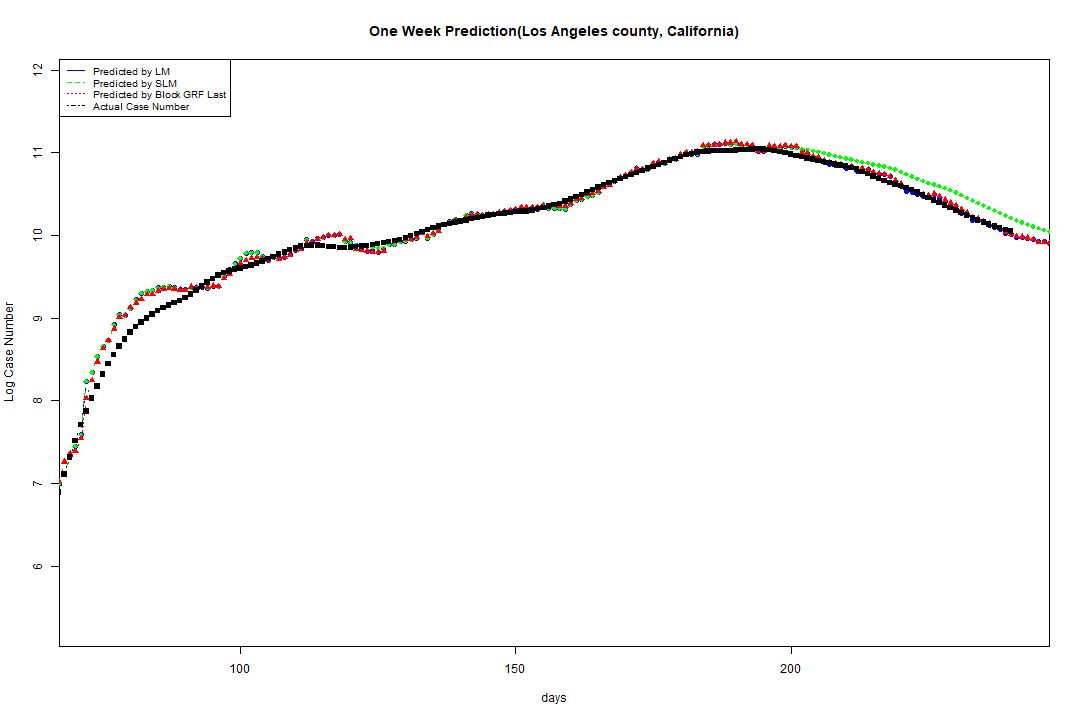 One Week Prediction(Los Angeles county, California)
Predicted by LM
Predicted by SLM
Predicted by Block GRF Last
Actual Case Number
12
11
10
9
8
7
6
Log Case Number
100
150
200
days